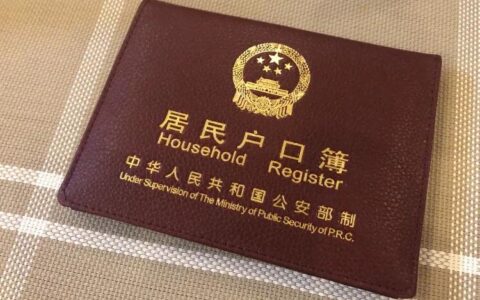 居民户口簿
Household Register
中华人民共和国公安部制
Under Supervision of The Ministry of Public Security of P.R.C.